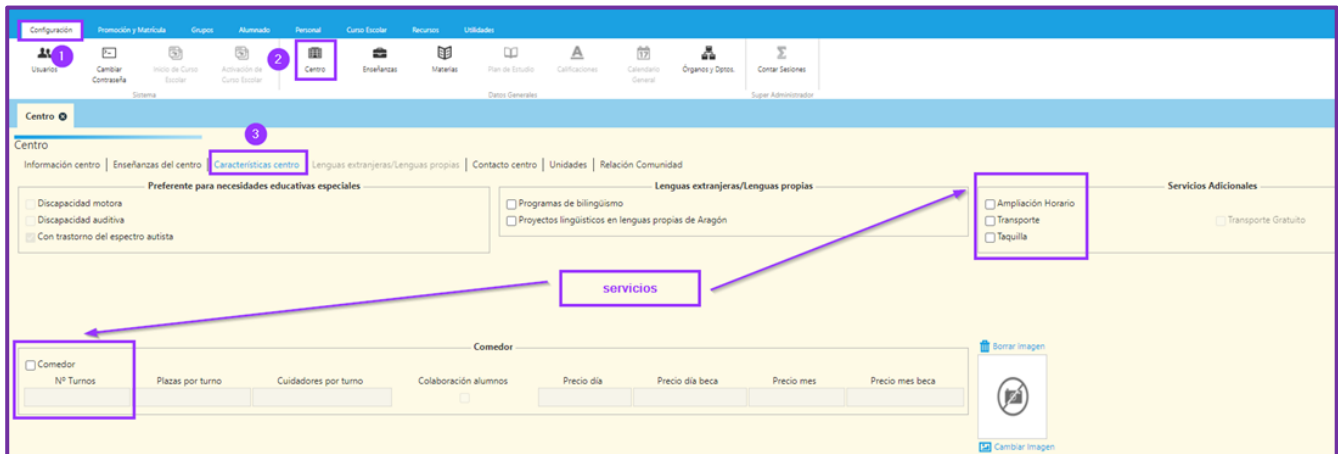 Configuración Promoción y Matrícula Grupos Alumnado Personal Curso Escolar Recursos Utilidades
1 2
Usuarios Cambiar Contraseña Inicio de Curso Escolar Activación de Curso Escolar Centro Enseñanzas Materias Plan de Estudio Calificaciones Calendario General Órganos y Dptos. Contar Sesiones
Sistema Datos Generales Super Administrador
Centro
3
Centro
Información centro | Enseñanzas del centro | Características centro | Lenguas extranjeras/Lenguas propias | Contacto centro | Unidades | Relación Comunidad
Preferente para necesidades educativas especiales Lenguas extranjeras/Lenguas propias Servicios Adicionales
Discapacidad motora Programas de bilingüismo Ampliación Horario
Discapacidad auditiva Proyectos lingüisticos en lenguas propias de Aragón Transporte Transporte Gratuito
Con trastorno del espectro autista Taquilla
servicios
Comedor Borrar imagen
Comedor
Nº Turnos Plazas por turno Cuidadores por turno Colaboración alumnos Precio día Precio día beca Precio mes Precio mes beca
Cambiar Imagen